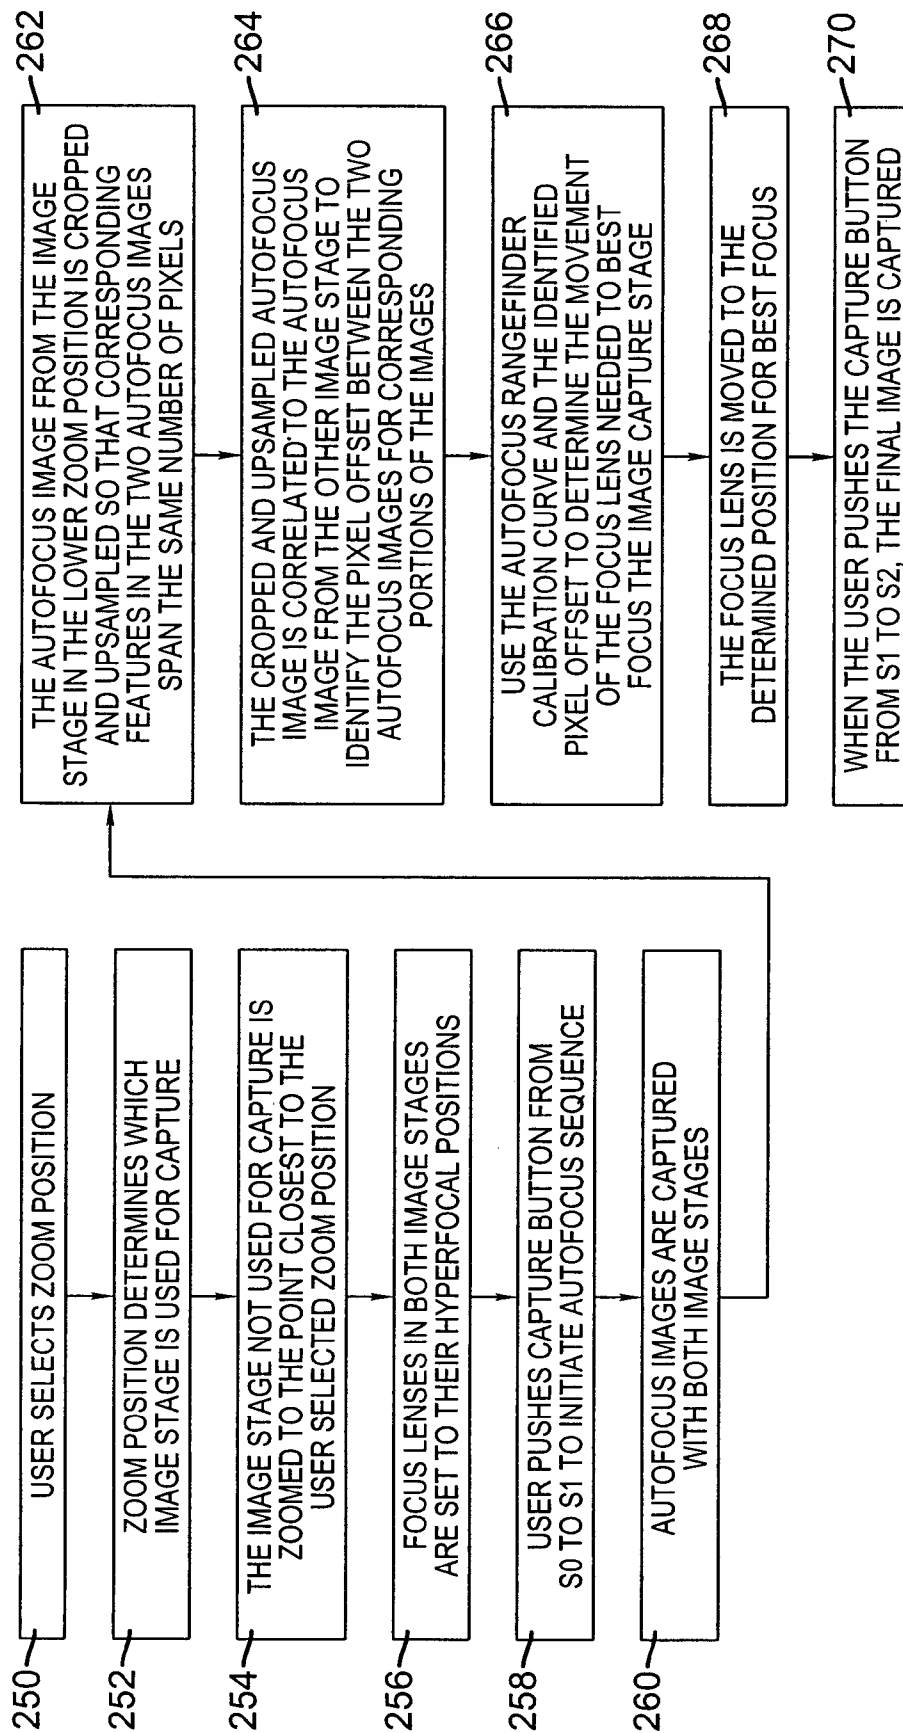 250
USER SELECTS ZOOM POSITION
252
ZOOM POSITION DETERMINES WHICH
IMAGE STAGE IS USED FOR CAPTURE
254
THE IMAGE STAGE NOT USED FOR CAPTURE IS
ZOOMED TO THE POINT CLOSEST TO THE
USER SELECTED ZOOM POSITION
256
FOCUS LENSES IN BOTH IMAGE STAGES
ARE SET TO THEIR HYPERFOCAL POSITIONS
258
USER PUSHES CAPTURE BUTTON FROM
S0 TO S1 TO INITIATE AUTOFOCUS SEQUENCE
260
AUTOFOCUS IMAGES ARE CAPTURED
WITH BOTH IMAGE STAGES
262
THE AUTOFOCUS IMAGE FROM THE IMAGE
STAGE IN THE LOWER ZOOM POSITION IS CROPPED
AND UPSAMPLED SO THAT CORRESPONDING
FEATURES IN THE TWO AUTOFOCUS IMAGES
SPAN THE SAME NUMBER OF PIXELS
264
THE CROPPED AND UPSAMPLED AUTOFOCUS
IMAGE IS CORRELATED TO THE AUTOFOCUS
IMAGE FROM THE OTHER IMAGE STAGE TO
IDENTIFY THE PIXEL OFFSET BETWEEN THE TWO
AUTOFOCUS IMAGES FOR CORRESPONDING
PORTIONS OF THE IMAGES
266
USE THE AUTOFOCUS RANGEFINDER
CALIBRATION CURVE AND THE IDENTIFIED
PIXEL OFFSET TO DETERMINE THE MOVEMENT
OF THE FOCUS LENS NEEDED TO BEST
FOCUS THE IMAGE CAPTURE STAGE
268
THE FOCUS LENS IS MOVED TO THE
DETERMINED POSITION FOR BEST FOCUS
270
WHEN THE USER PUSHES THE CAPTURE BUTTON
FROM S1 TO S2, THE FINAL IMAGE IS CAPTURED